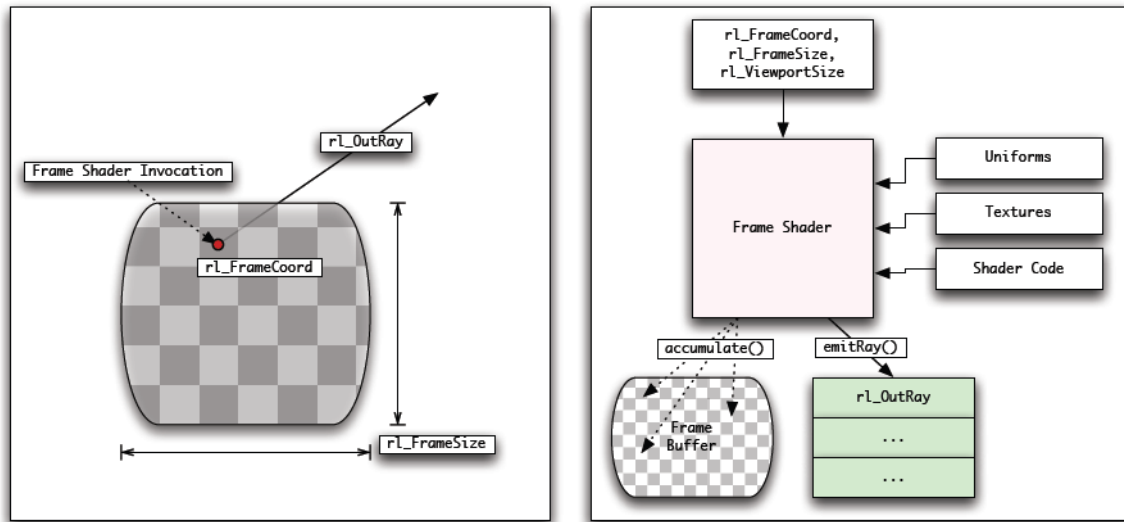 rl_OutRay
Frame Shader Invocation
rl_FrameCoord
rl_FrameSize
rl_FrameCoord,
rl_FrameSize,
rl_ViewportSize
Frame Shader
Uniforms
Textures
Shader Code
accumulate()
emitRay()
Frame
Buffer
rl_OutRay
...
...